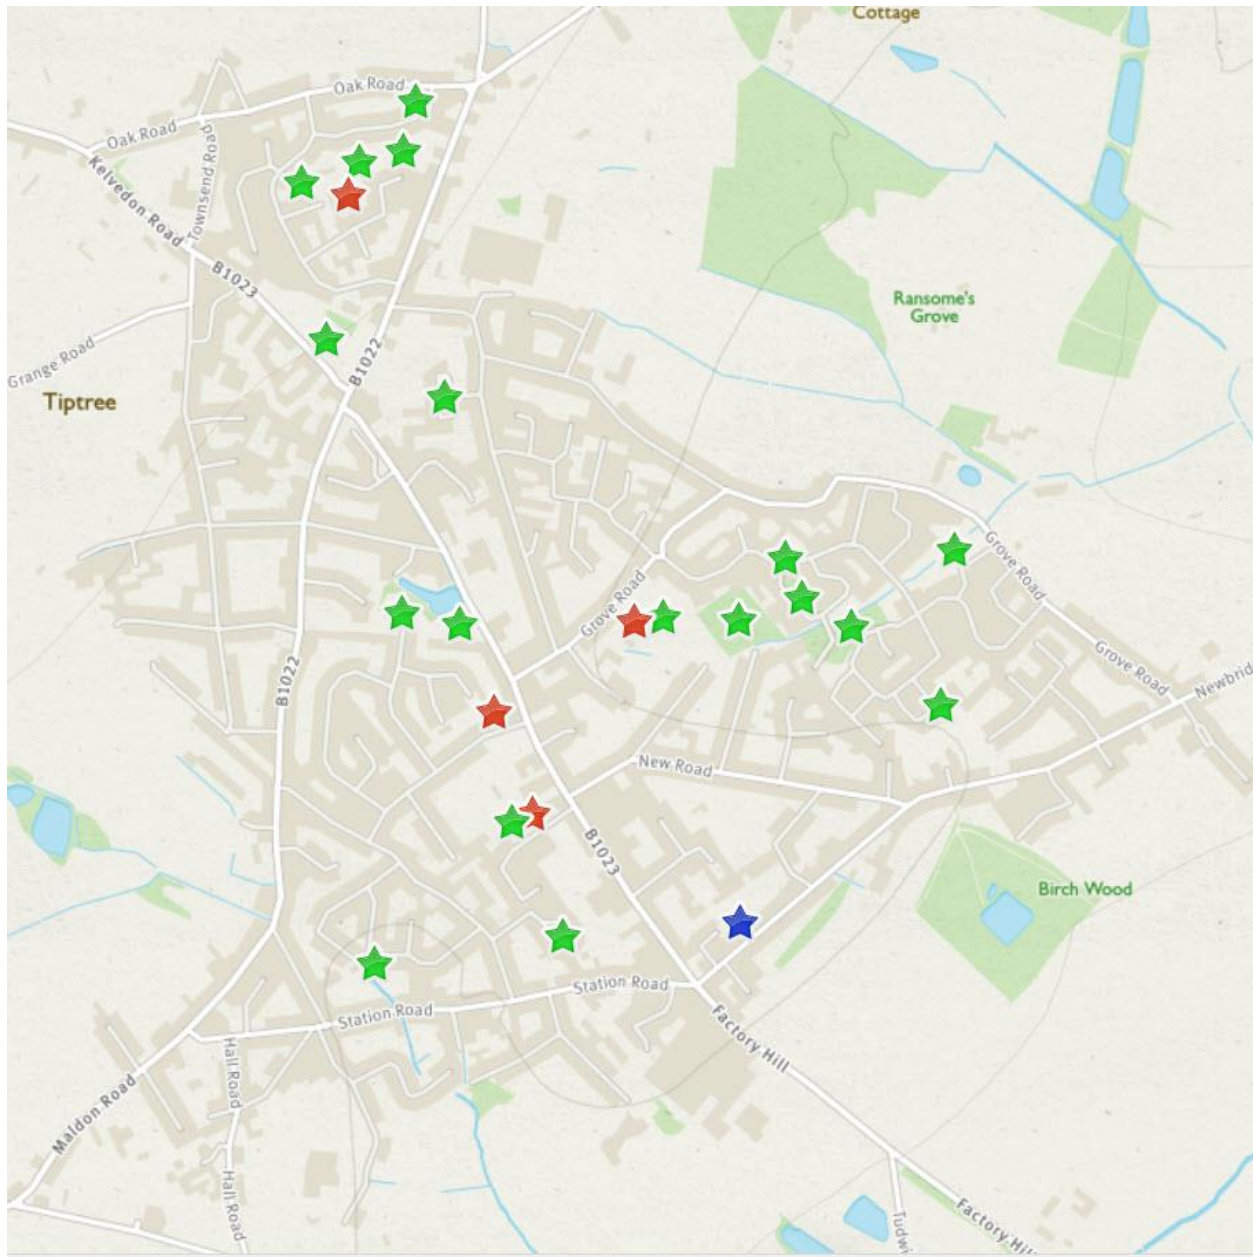 Cottage
Oak Road
Oak Road
Townsend Road
Kelvedon Road
B1023
Ransome's
Grove
Grange Road
B1022
Tiptree
Grove Road
Grove Road
Grove Road
B1022
Newbrid
New Road
B1023
Birch Wood
Station Road
Station Road
Factory Hill
Hall Road
Maldon Road
Hall Road
Tudwi
Factory Hil